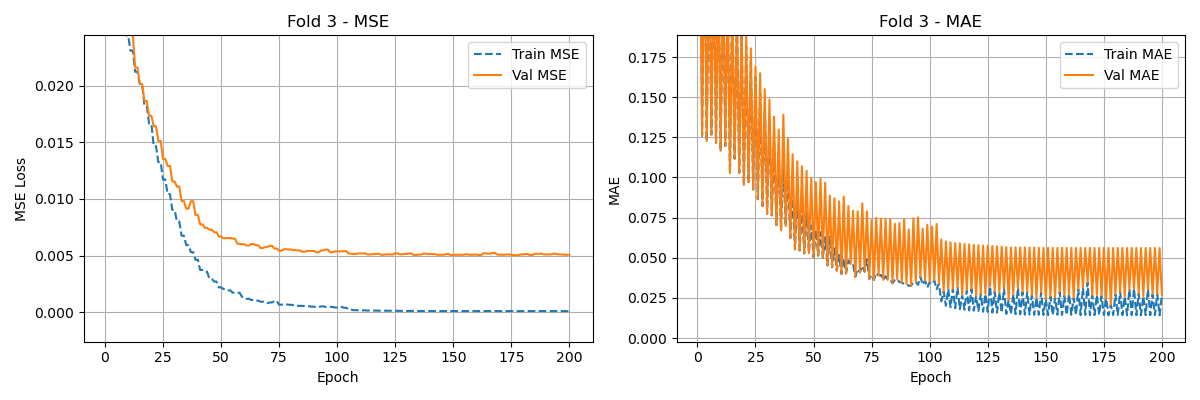 Fold 3 - MSE
MSE Loss
0.020
0.015
0.010
0.005
0.000
0 25 50 75 100 125 150 175 200
Epoch
Train MSE
Val MSE
Fold 3 - MAE
MAE
0.175
0.150
0.125
0.100
0.075
0.050
0.025
0.000
0 25 50 75 100 125 150 175 200
Epoch
Train MAE
Val MAE